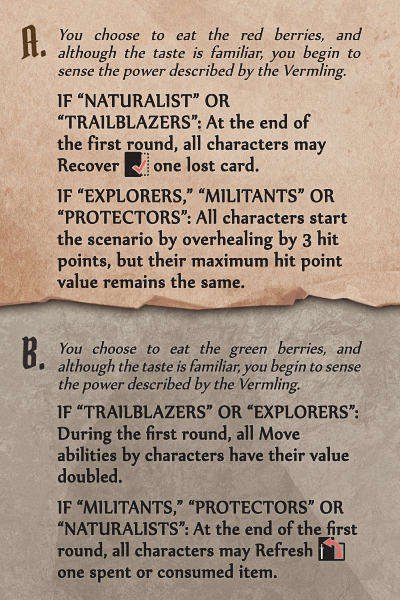 A. You choose to eat the red berries, and
although the taste is familiar, you begin to
sense the power described by the Vermling.
IF “NATURALIST” OR
“TRAILBLAZERS”: At the end of
the first round, all characters may
Recover one lost card.
IF “EXPLORERS,” “MILITANTS” OR
“PROTECTORS”: All characters start
the scenario by overhealing by 3 hit
points, but their maximum hit point
value remains the same.
B. You choose to eat the green berries, and
although the taste is familiar, you begin to sense
the power described by the Vermling.
IF “TRAILBLAZERS” OR “EXPLORERS”:
During the first round, all Move
abilities by characters have their value
doubled.
IF “MILITANTS,” “PROTECTORS” OR
“NATURALISTS”: At the end of the first
round, all characters may Refresh
one spent or consumed item.